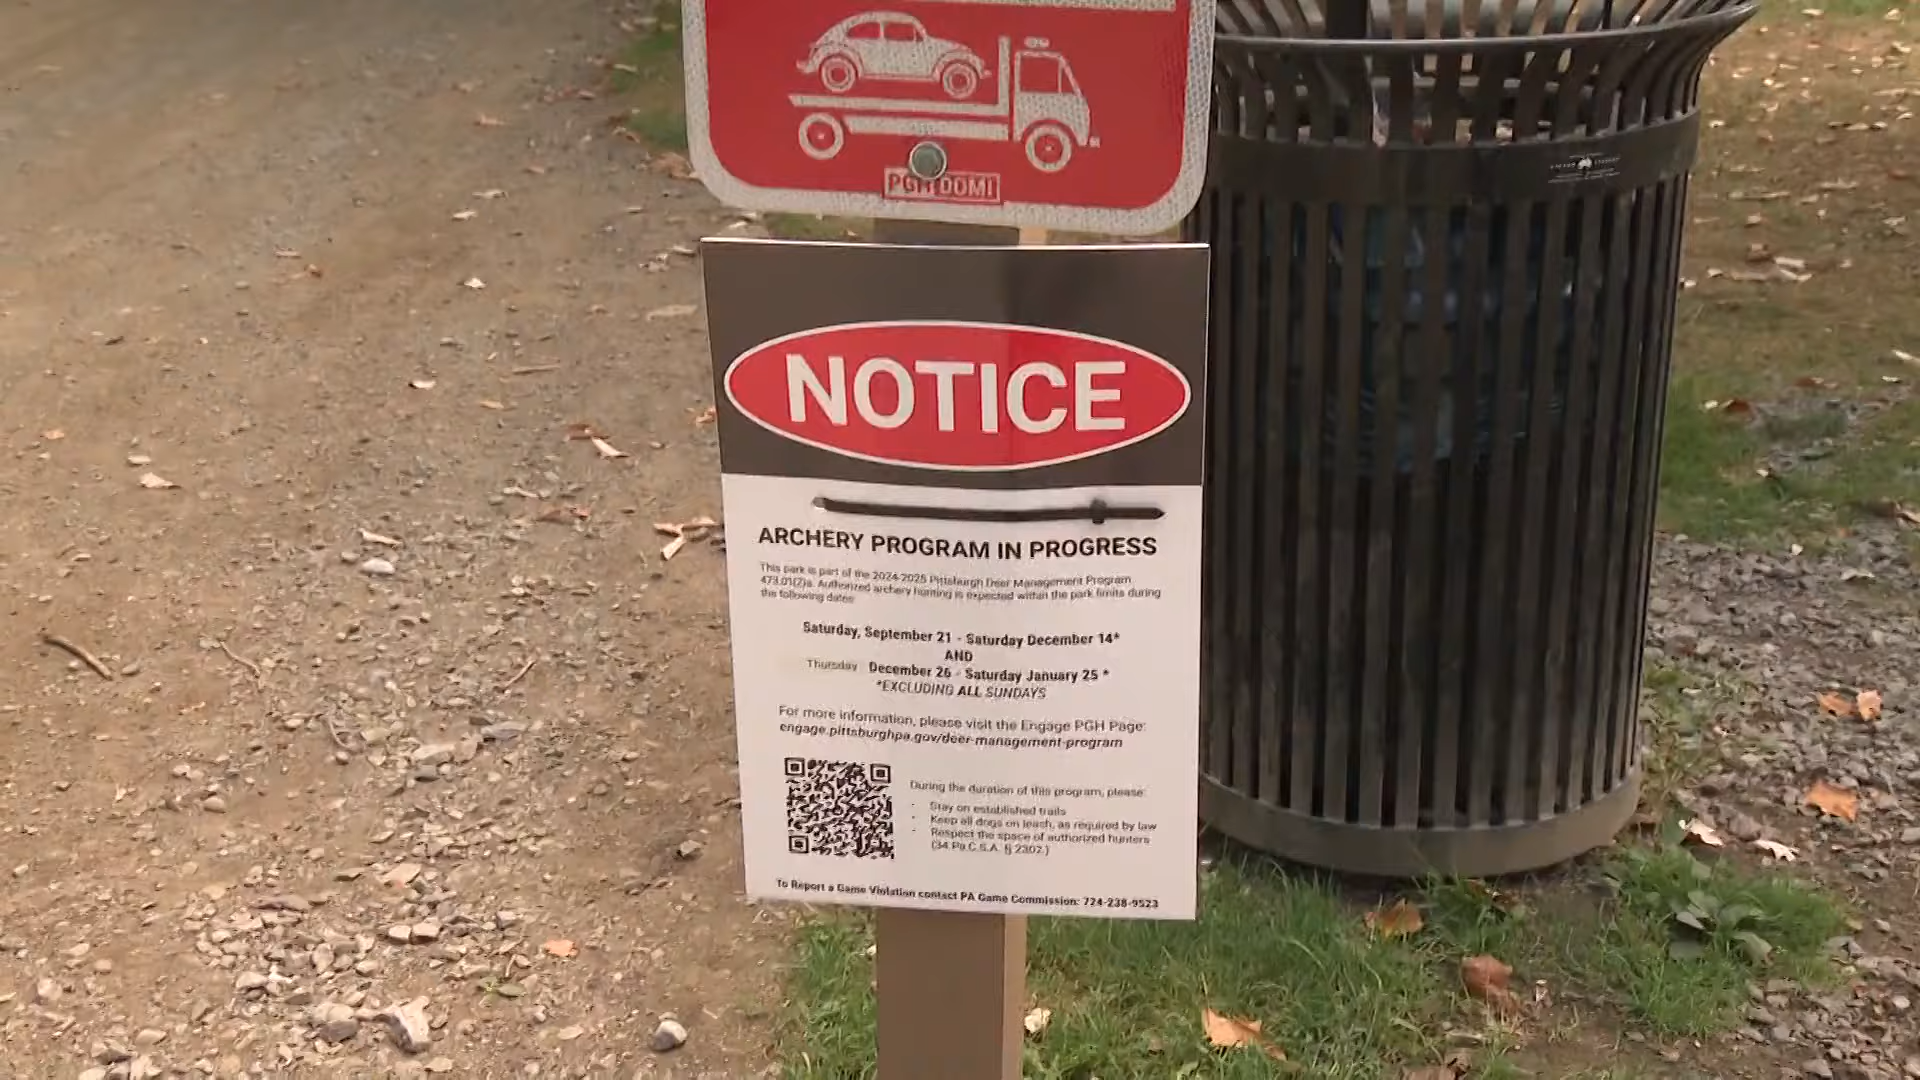 PGH DOMI
NOTICE
ARCHERY PROGRAM IN PROGRESS
This park is part of the 2024-2025 Pittsburgh Deer Management Program
473.01(2)a. Authorized archery hunting is expected within the park limits during
the following dates:
Saturday, September 21 - Saturday December 14*
AND
Thursday December 26 - Saturday January 25 *
*EXCLUDING ALL SUNDAYS
For more information, please visit the Engage PGH Page:
engage.pittsburghpa.gov/deer-management-program
During the duration of this program, please:
- Stay on established trails
- Keep all dogs on leash, as required by law
- Respect the space of authorized hunters
(34 Pa.C.S.A. § 2302.)
To Report a Game Violation contact PA Game Commission: 724-238-9523